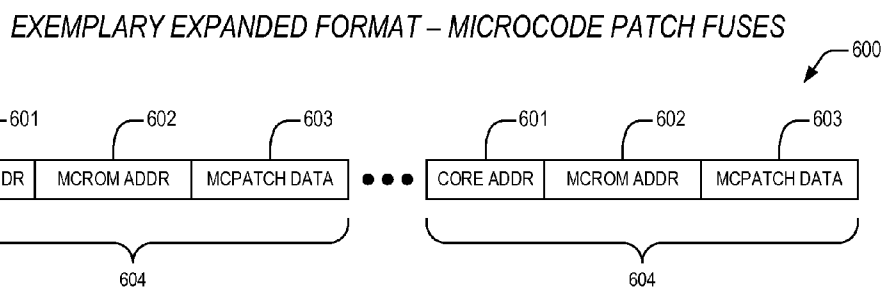 EXEMPLARY EXPANDED FORMAT – MICROCODE PATCH FUSES
600
601 602 603 601 602 603
DR MCROM ADDR MCPATCH DATA ●●● CORE ADDR MCROM ADDR MCPATCH DATA
604 604